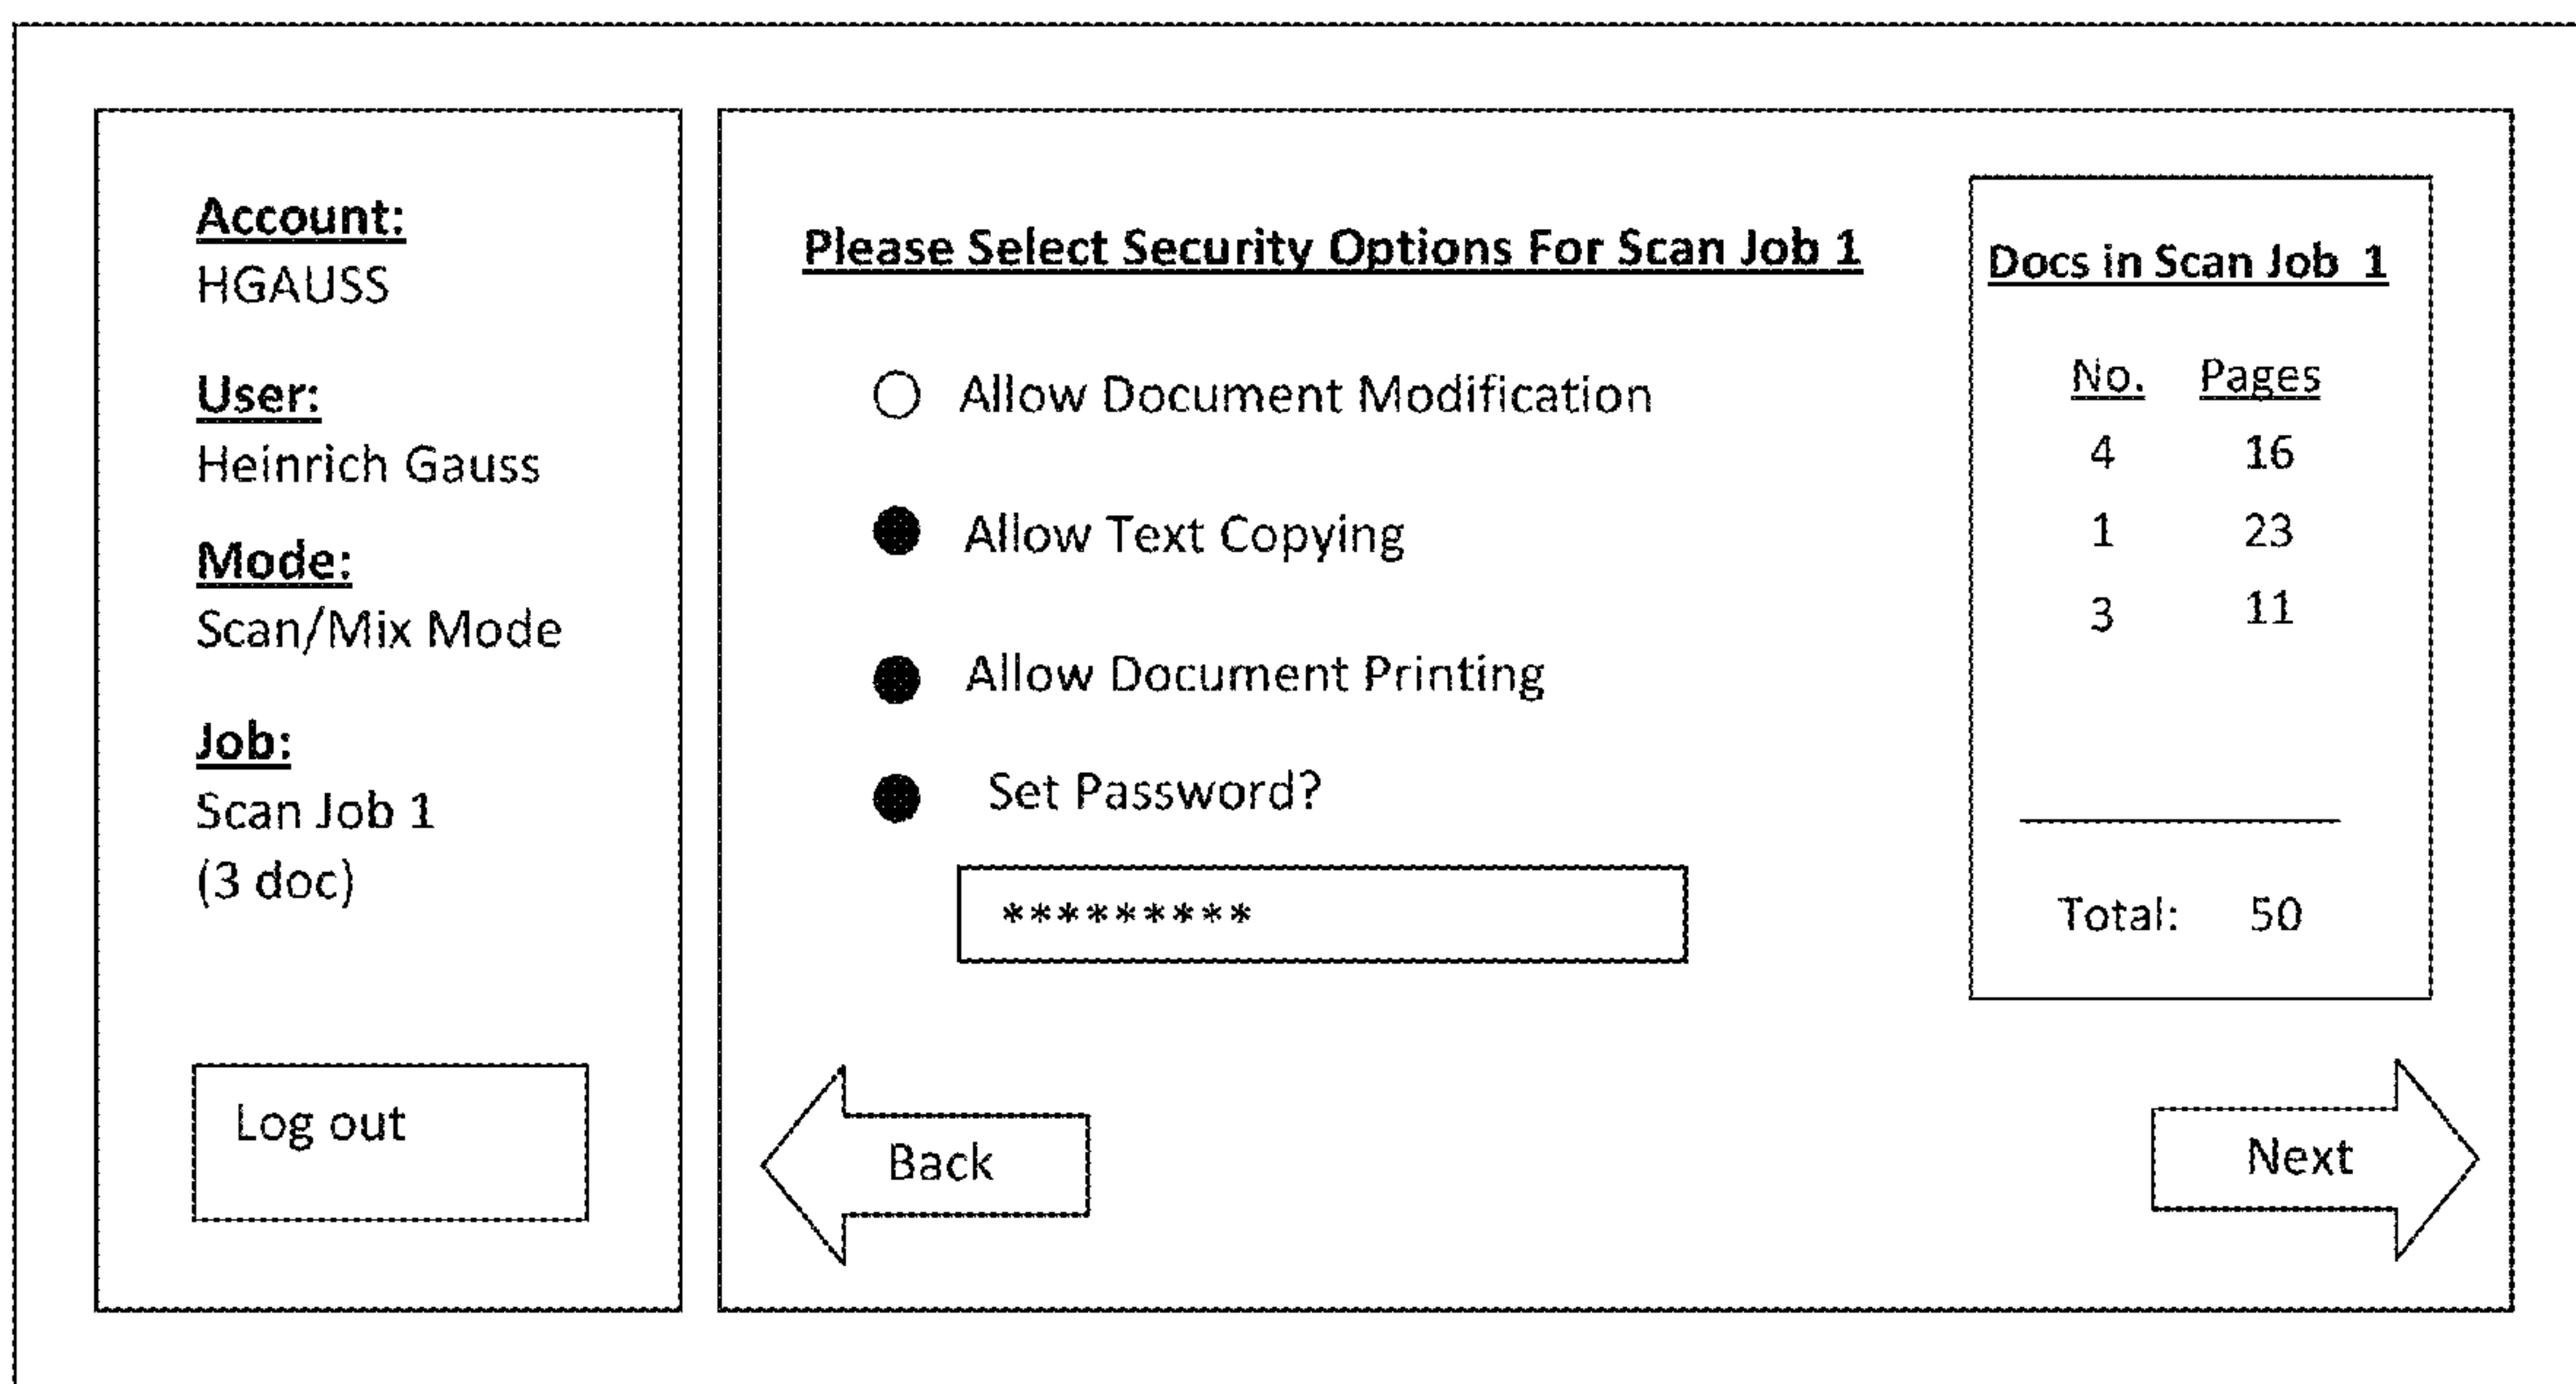 Account:
HGAUSS
User:
Heinrich Gauss
Mode:
Scan/Mix Mode
Job:
Scan Job 1
(3 doc)
Log out
Please Select Security Options For Scan Job 1
Allow Document Modification
Allow Text Copying
Allow Document Printing
Set Password?
*********
Back
Docs in Scan Job 1
No. Pages
4 16
1 23
3 11
Total: 50
Next